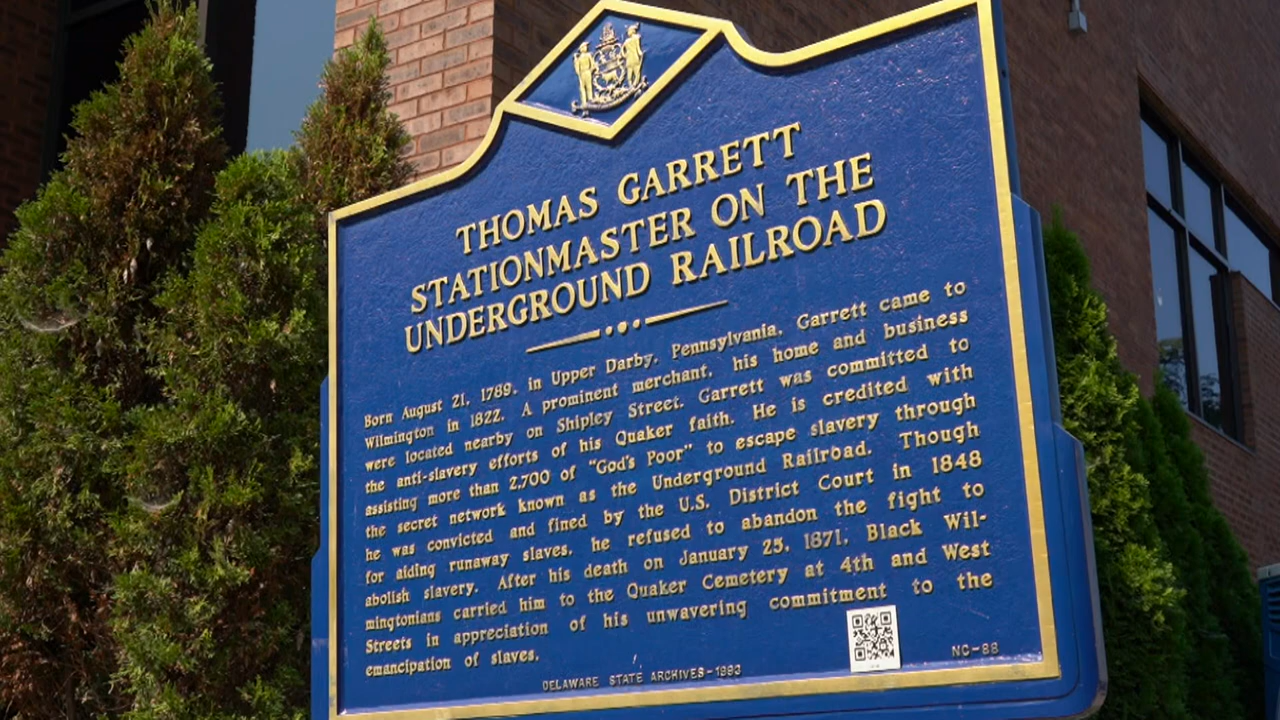 THOMAS GARRETT
STATIONMASTER ON THE
UNDERGROUND RAILROAD
Born August 21, 1789, in Upper Darby, Pennsylvania, Garrett came to
Wilmington in 1822. A prominent merchant, his home and business
were located nearby on Shipley Street. Garrett was committed to
the anti-slavery efforts of his Quaker faith. He is credited with
assisting more than 2,700 of "God's Poor" to escape slavery through
the secret network known as the Underground Railroad. Though
he was convicted and fined by the U.S. District Court in 1848
for aiding runaway slaves, he refused to abandon the fight to
abolish slavery. After his death on January 25, 1871, Black Wil-
mingtonians carried him to the Quaker Cemetery at 4th and West
Streets in appreciation of his unwavering commitment to the
emancipation of slaves.
DELAWARE STATE ARCHIVES-1993
NC-88